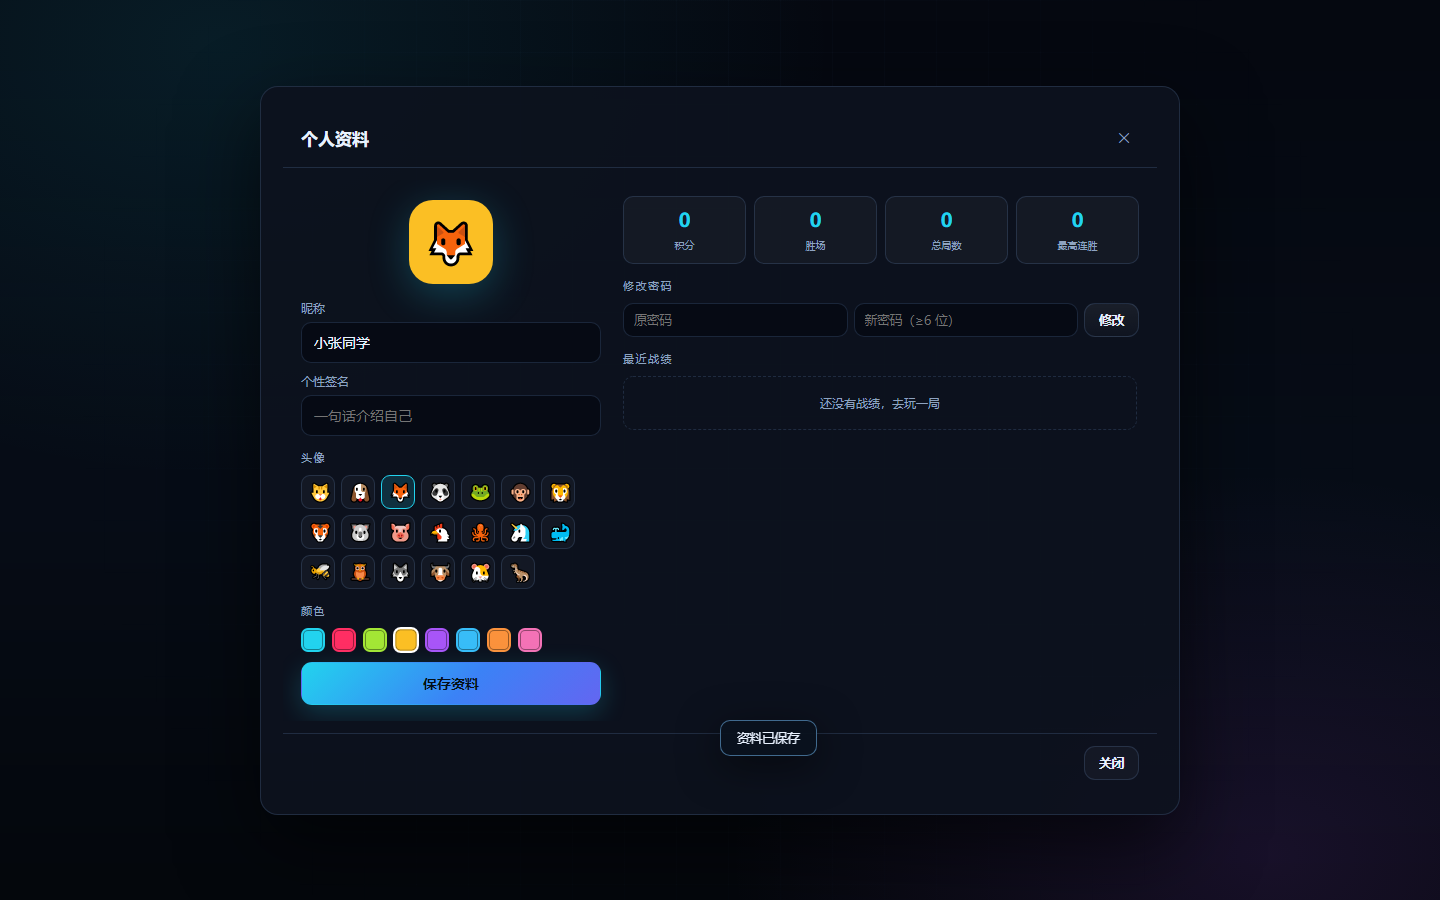 个人资料
昵称
小张同学
个性签名
一句话介绍自己
头像
颜色
保存资料
0
积分
0
胜场
0
总局数
0
最高连胜
修改密码
原密码
新密码（≥6 位）
修改
最近战绩
还没有战绩，去玩一局
资料已保存
关闭